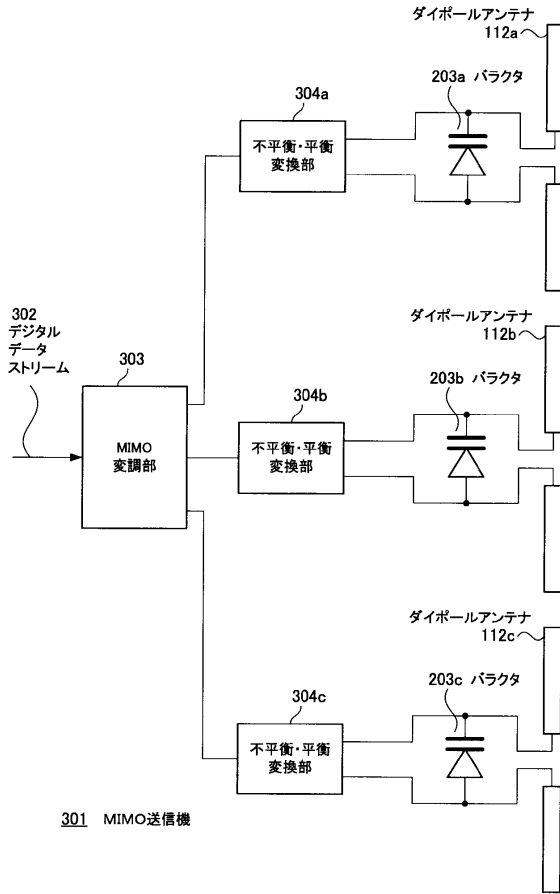 ダイポールアンテナ
112a
203a バラクタ
304a
不平衡・平衡
変換部
302
デジタル
データ
ストリーム
303
MIMO
変調部
ダイポールアンテナ
112b
203b バラクタ
304b
不平衡・平衡
変換部
ダイポールアンテナ
112c
203c バラクタ
304c
不平衡・平衡
変換部
301 MIMO送信機